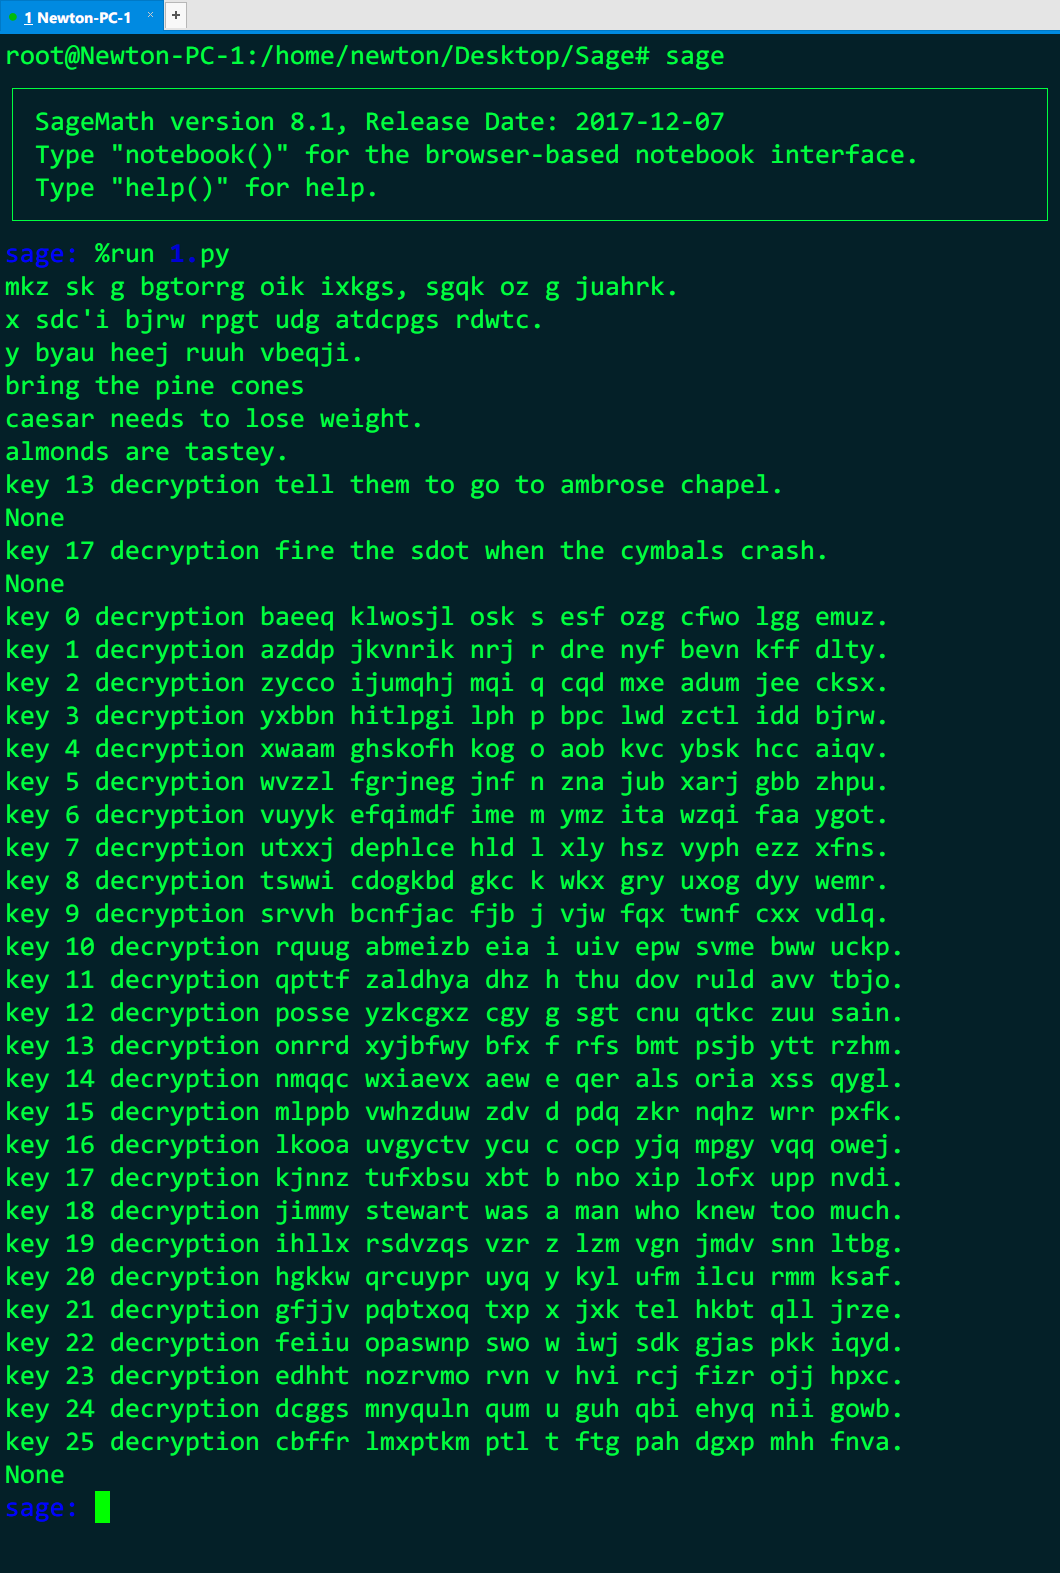 1 Newton-PC-1 × +
root@Newton-PC-1:/home/newton/Desktop/Sage# sage
SageMath version 8.1, Release Date: 2017-12-07
Type "notebook()" for the browser-based notebook interface.
Type "help()" for help.
sage: %run 1.py
mkz sk g bgtorrg oik ixkgs, sgqk oz g juahrk.
x sdc'i bjrw rpgt udg atdcpgs rdwtc.
y byau heej ruuh vbeqji.
bring the pine cones
caesar needs to lose weight.
almonds are tastey.
key 13 decryption tell them to go to ambrose chapel.
None
key 17 decryption fire the sdot when the cymbals crash.
None
key 0 decryption baeeq klwosjl osk s esf ozg cfwo lgg emuz.
key 1 decryption azddp jkvnrik nrj r dre nyf bevn kff dlty.
key 2 decryption zycco ijumqhj mqi q cqd mxe adum jee cksx.
key 3 decryption yxbbn hitlpgi lph p bpc lwd zctl idd bjrw.
key 4 decryption xwaam ghskofh kog o aob kvc ybsk hcc aiqv.
key 5 decryption wvzzl fgrjneg jnf n zna jub xarj gbb zhpu.
key 6 decryption vuyyk efqimdf ime m ymz ita wzqi faa ygot.
key 7 decryption utxxj dephlce hld l xly hsz vyph ezz xfns.
key 8 decryption tswwi cdogkbd gkc k wkx gry uxog dyy wemr.
key 9 decryption srvvh bcnfjac fjb j vjw fqx twnf cxx vdlq.
key 10 decryption rquug abmeizb eia i uiv epw svme bww uckp.
key 11 decryption qpttf zaldhya dhz h thu dov ruld avv tbjo.
key 12 decryption posse yzkcgxz cgy g sgt cnu qtkc zuu sain.
key 13 decryption onrrd xyjbfwy bfx f rfs bmt psjb ytt rzhm.
key 14 decryption nmqqc wxiaevx aew e qer als oria xss qygl.
key 15 decryption mlppb vwhzduw zdv d pdq zkr nqhz wrr pxfk.
key 16 decryption lkooa uvgyctv ycu c ocp yjq mpgy vqq owej.
key 17 decryption kjnnz tufxbsu xbt b nbo xip lofx upp nvdi.
key 18 decryption jimmy stewart was a man who knew too much.
key 19 decryption ihllx rsdvzqs vzr z lzm vgn jmdv snn ltbg.
key 20 decryption hgkkw qrcuypr uyq y kyl ufm ilcu rmm ksaf.
key 21 decryption gfjjv pqbtxoq txp x jxk tel hkbt qll jrze.
key 22 decryption feiiu opaswnp swo w iwj sdk gjas pkk iqyd.
key 23 decryption edhht nozrvmo rvn v hvi rcj fizr ojj hpxc.
key 24 decryption dcggs mnyquln qum u guh qbi ehyq nii gowb.
key 25 decryption cbffr lmxptkm ptl t ftg pah dgxp mhh fnva.
None
sage: